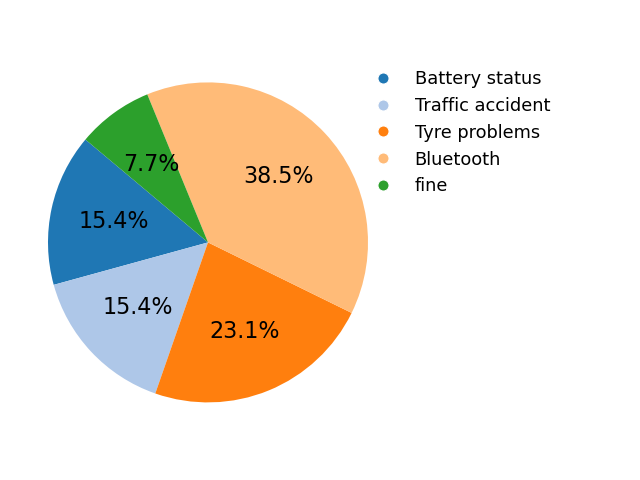 Battery status
Traffic accident
Tyre problems
Bluetooth
fine
7.7%
38.5%
15.4%
15.4%
23.1%